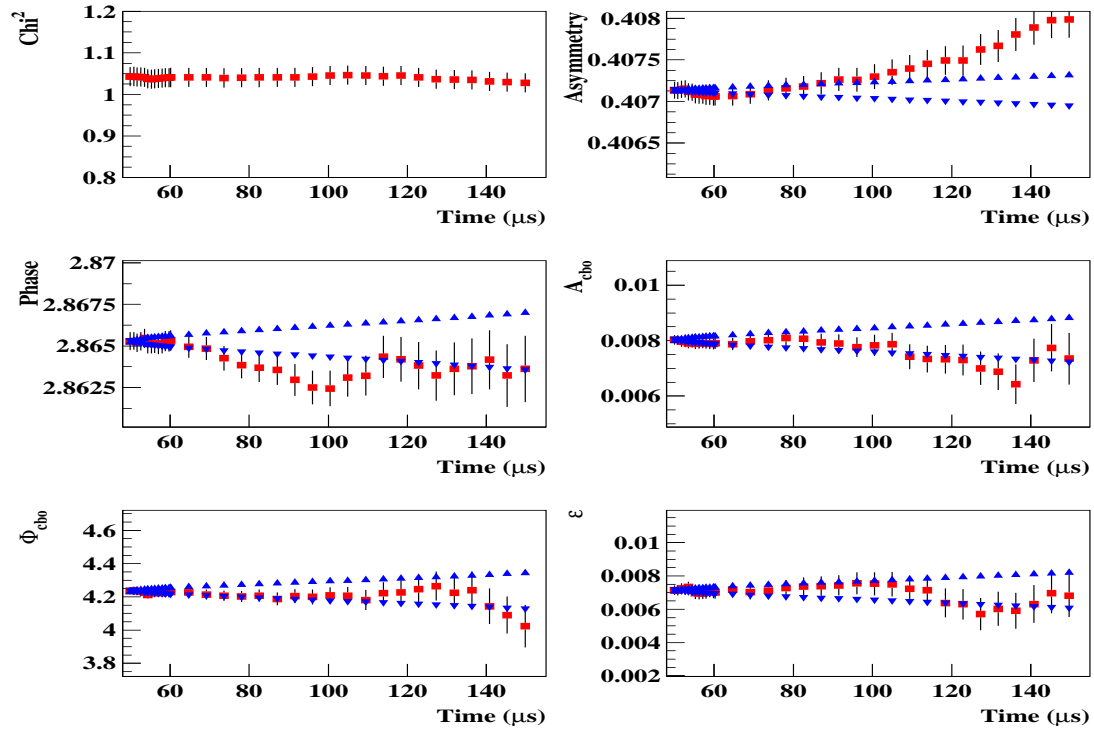 Chi²
1.2
1.1
1
0.9
0.8
60 80 100 120 140
Time (μs)
Asymmetry
0.408
0.4075
0.407
0.4065
60 80 100 120 140
Time (μs)
Phase
2.87
2.8675
2.865
2.8625
60 80 100 120 140
Time (μs)
A_cbo
0.01
0.008
0.006
60 80 100 120 140
Time (μs)
Φ_cbo
4.6
4.4
4.2
4
3.8
60 80 100 120 140
Time (μs)
ε
0.01
0.008
0.006
0.004
0.002
60 80 100 120 140
Time (μs)